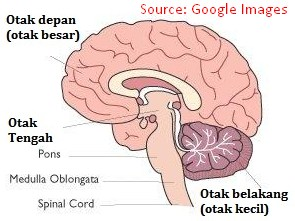 Source: Google Images
Otak depan
(otak besar)
Otak
Tengah
Pons
Medulla Oblongata
Spinal Cord
Otak belakang
(otak kecil)